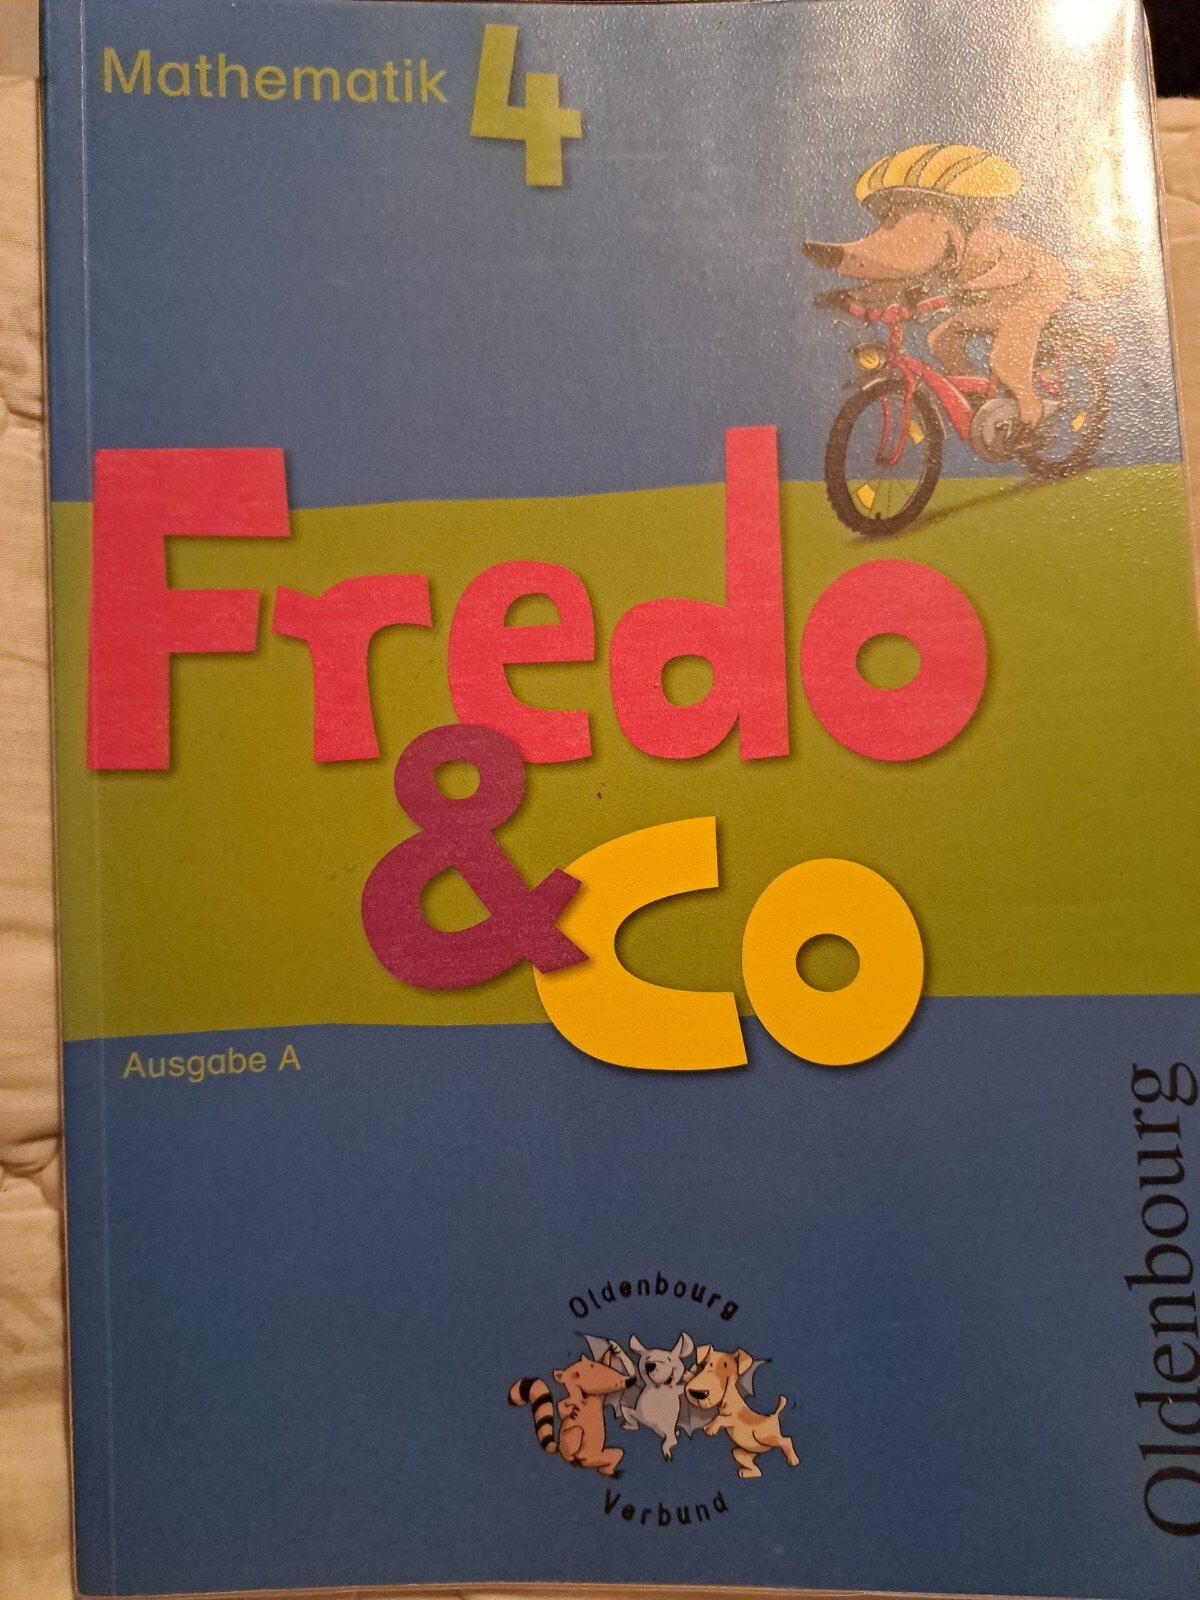 Mathematik 4
Fredo
& Co
Ausgabe A
Oldenbourg
Oldenbourg
Verbund